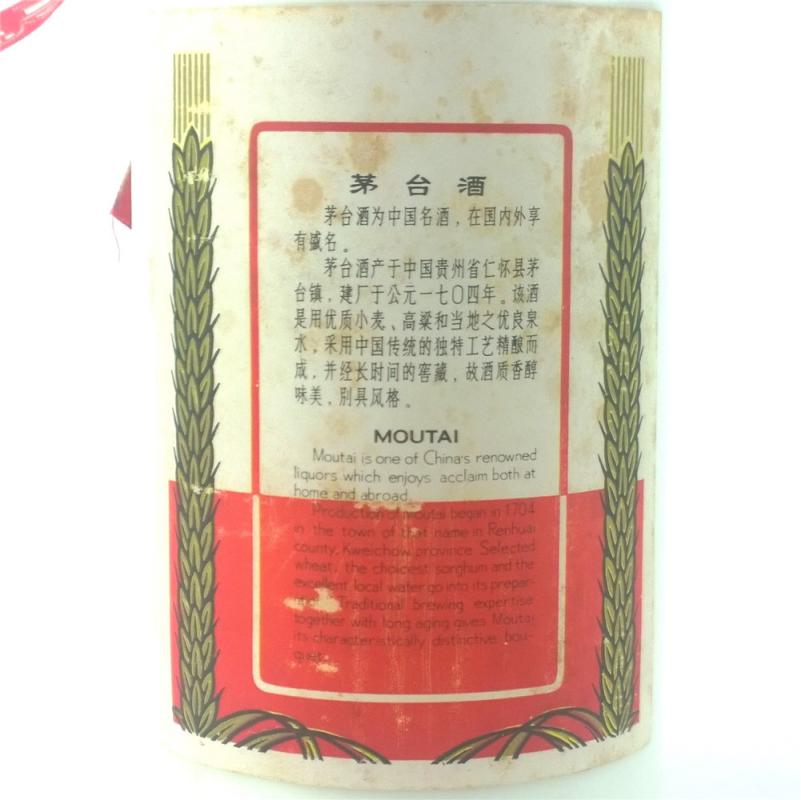 茅台酒
茅台酒为中国名酒，在国内外享
有盛名。
茅台酒产于中国贵州省仁怀县茅
台镇，建厂于公元一七〇四年。该酒
是用优质小麦、高粱和当地之优良泉
水，采用中国传统的独特工艺精酿而
成，并经长时间的窖藏，故酒质香醇
味美，别具风格。
MOUTAI
Moutai is one of China's renowned
liquors which enjoys acclaim both at
home and abroad.
Production of Moutai began in 1704
in the town of that name in Renhuai
county, Kweichow province. Selected
wheat, the choicest sorghum and the
excellent local water go into its prepar-
Traditional brewing expertise
together with long aging gives Moutai
its characteristically distinctive bou-
quet.